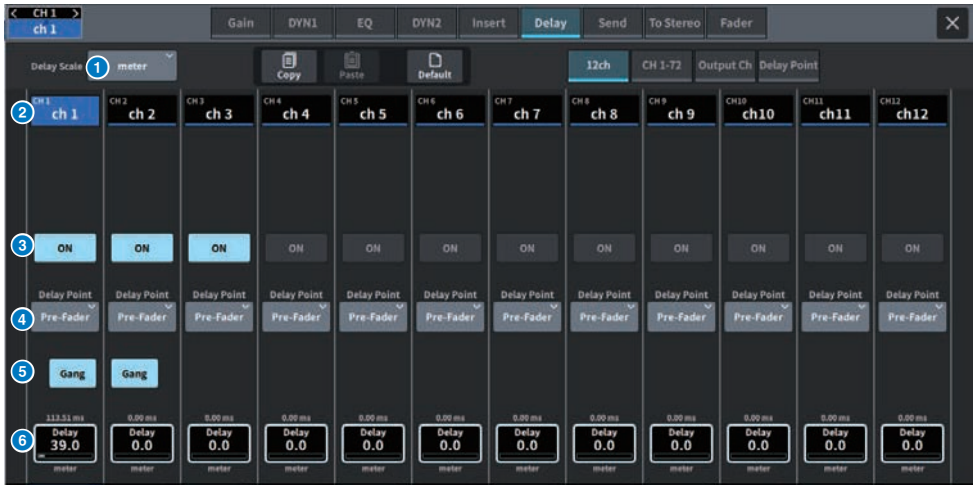 CH 1
ch 1
Gain DYN1 EQ DYN2 Insert Delay Send To Stereo Fader
Delay Scale 1 meter Copy Paste Default 12ch CH 1-72 Output Ch Delay Point
2 CH 1 CH 2 CH 3 CH 4 CH 5 CH 6 CH 7 CH 8 CH 9 CH10 CH11 CH12
ch 1 ch 2 ch 3 ch 4 ch 5 ch 6 ch 7 ch 8 ch 9 ch10 ch11 ch12
3 ON ON ON ON ON ON ON ON ON ON ON ON
Delay Point Delay Point Delay Point Delay Point Delay Point Delay Point Delay Point Delay Point Delay Point Delay Point Delay Point Delay Point
4 Pre-Fader Pre-Fader Pre-Fader Pre-Fader Pre-Fader Pre-Fader Pre-Fader Pre-Fader Pre-Fader Pre-Fader Pre-Fader Pre-Fader
5 Gang Gang
113.51 ms 0.00 ms 0.00 ms 0.00 ms 0.00 ms 0.00 ms 0.00 ms 0.00 ms 0.00 ms 0.00 ms 0.00 ms 0.00 ms
6 Delay Delay Delay Delay Delay Delay Delay Delay Delay Delay Delay Delay
39.0 0.0 0.0 0.0 0.0 0.0 0.0 0.0 0.0 0.0 0.0 0.0
meter meter meter meter meter meter meter meter meter meter meter meter